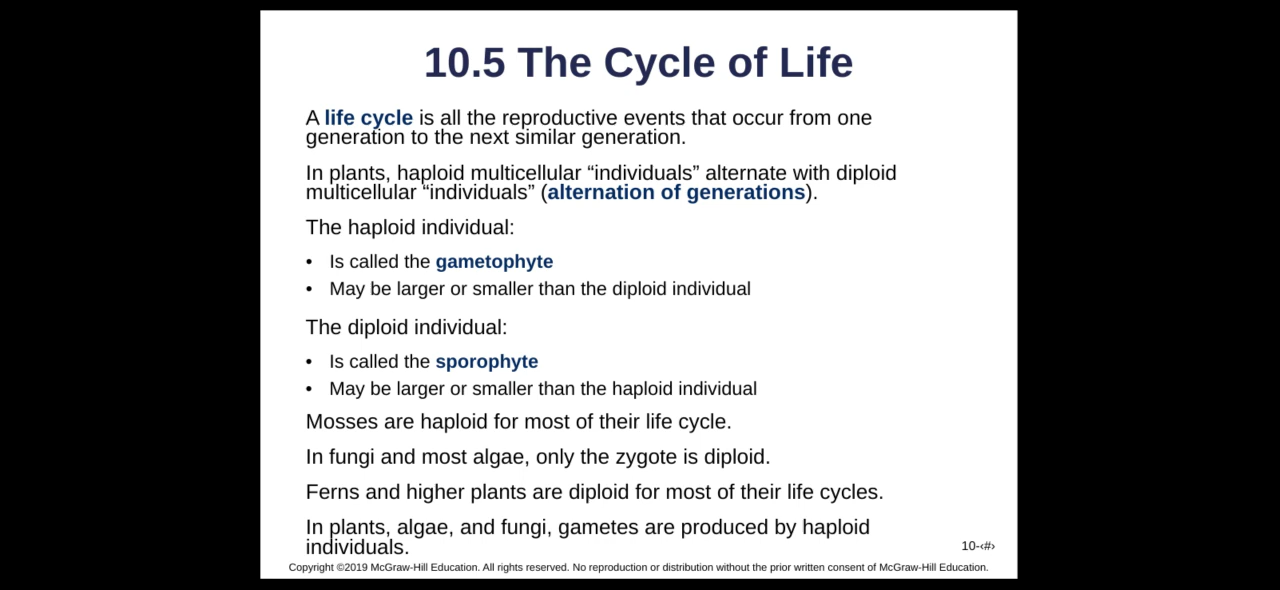 10.5 The Cycle of Life
A life cycle is all the reproductive events that occur from one
generation to the next similar generation.
In plants, haploid multicellular “individuals” alternate with diploid
multicellular “individuals” (alternation of generations).
The haploid individual:
• Is called the gametophyte
• May be larger or smaller than the diploid individual
The diploid individual:
• Is called the sporophyte
• May be larger or smaller than the haploid individual
Mosses are haploid for most of their life cycle.
In fungi and most algae, only the zygote is diploid.
Ferns and higher plants are diploid for most of their life cycles.
In plants, algae, and fungi, gametes are produced by haploid
individuals.
10-‹#›
Copyright ©2019 McGraw-Hill Education. All rights reserved. No reproduction or distribution without the prior written consent of McGraw-Hill Education.